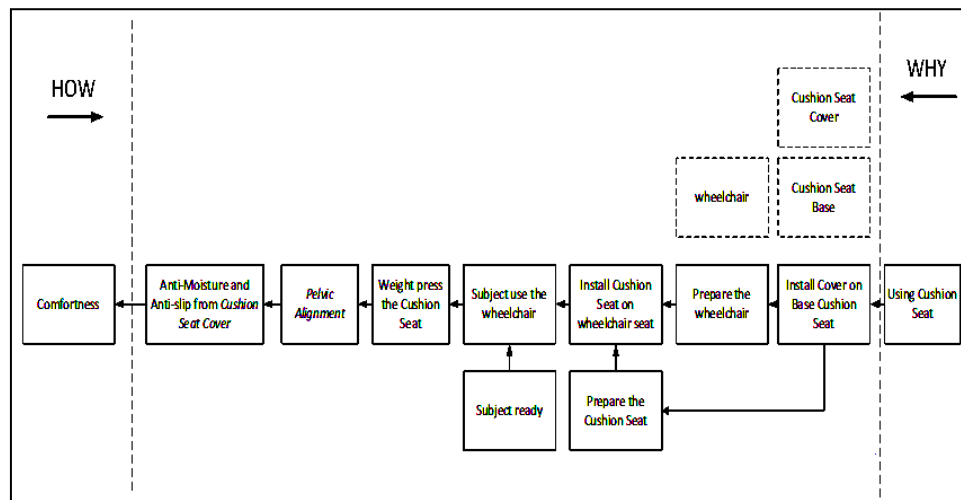 HOW
WHY
Cushion Seat
Cover
wheelchair
Cushion Seat
Base
Comfortness
Anti-Moisture and
Anti-slip from Cushion
Seat Cover
Pelvic
Alignment
Weight press
the Cushion
Seat
Subject use the
wheelchair
Install Cushion
Seat on
wheelchair seat
Prepare the
wheelchair
Install Cover on
Base Cushion
Seat
Using Cushion
Seat
Subject ready
Prepare the
Cushion Seat